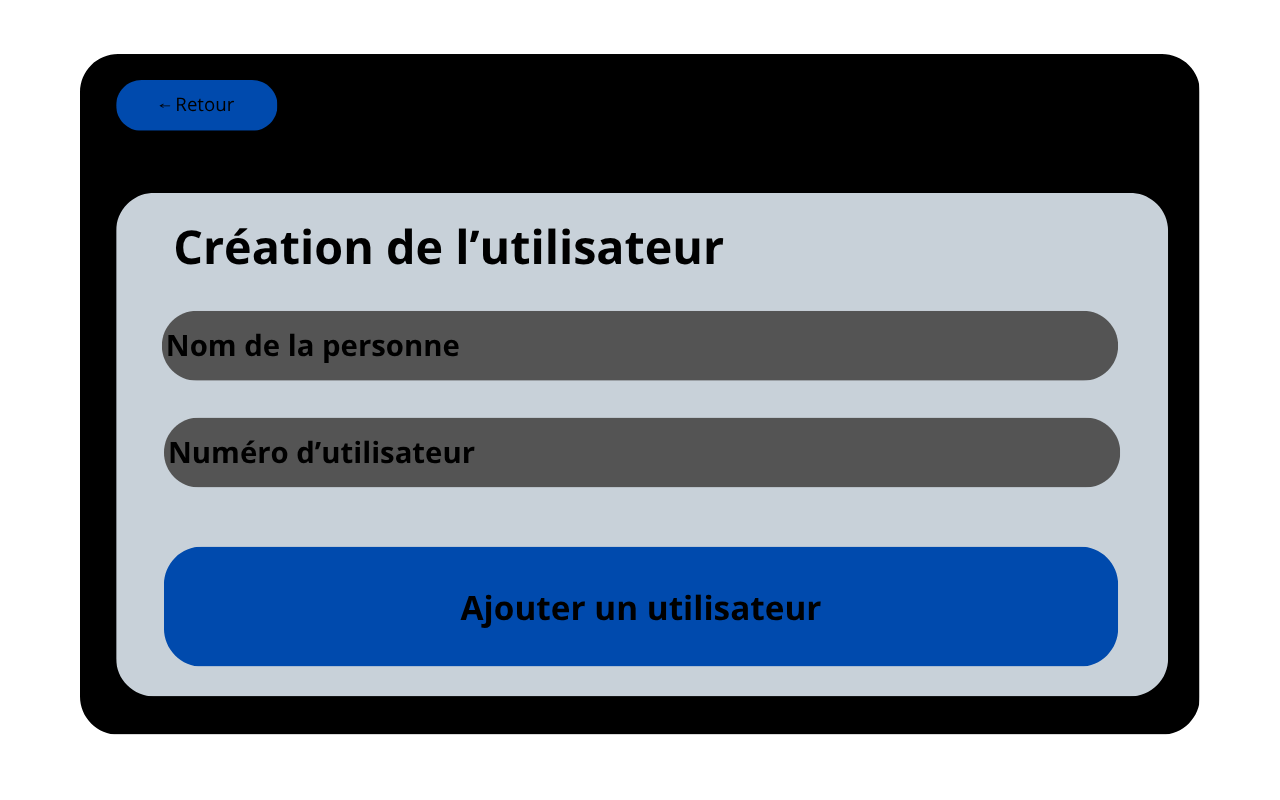 ← Retour
Création de l’utilisateur
Nom de la personne
Numéro d’utilisateur
Ajouter un utilisateur